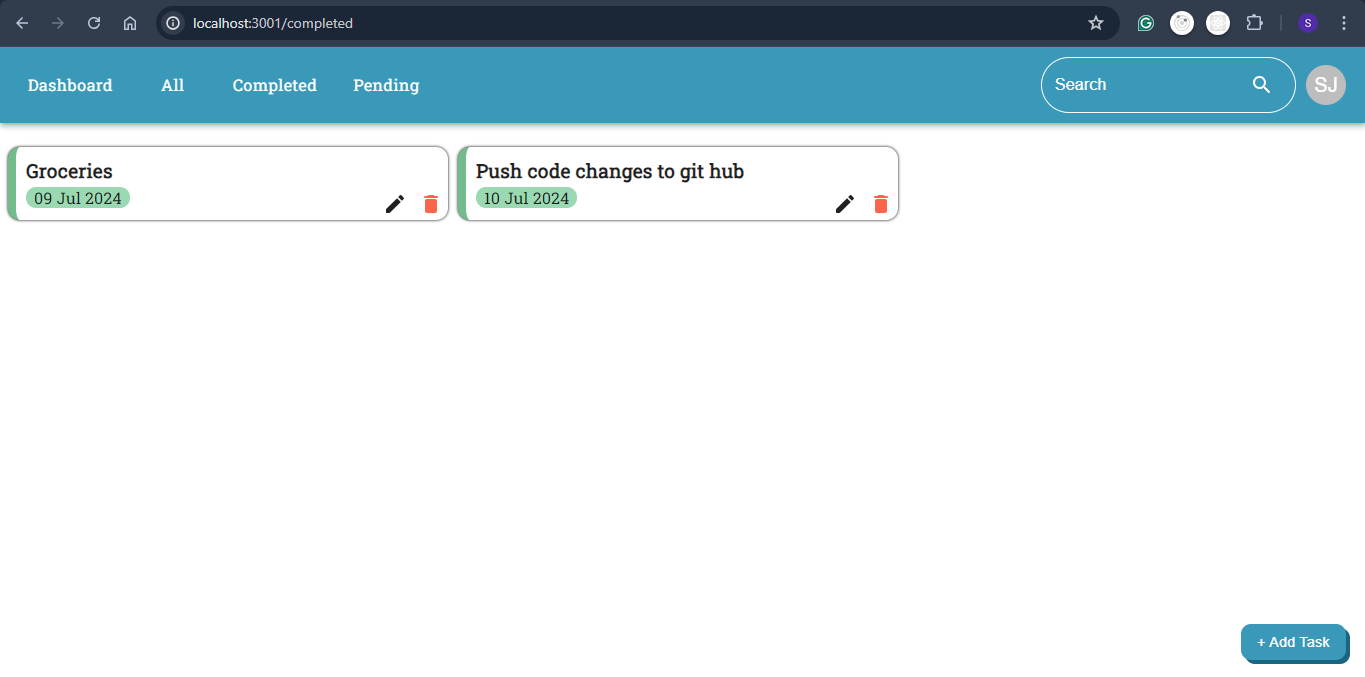 localhost:3001/completed
S
Dashboard All Completed Pending Search SJ
Groceries
09 Jul 2024
Push code changes to git hub
10 Jul 2024
+ Add Task